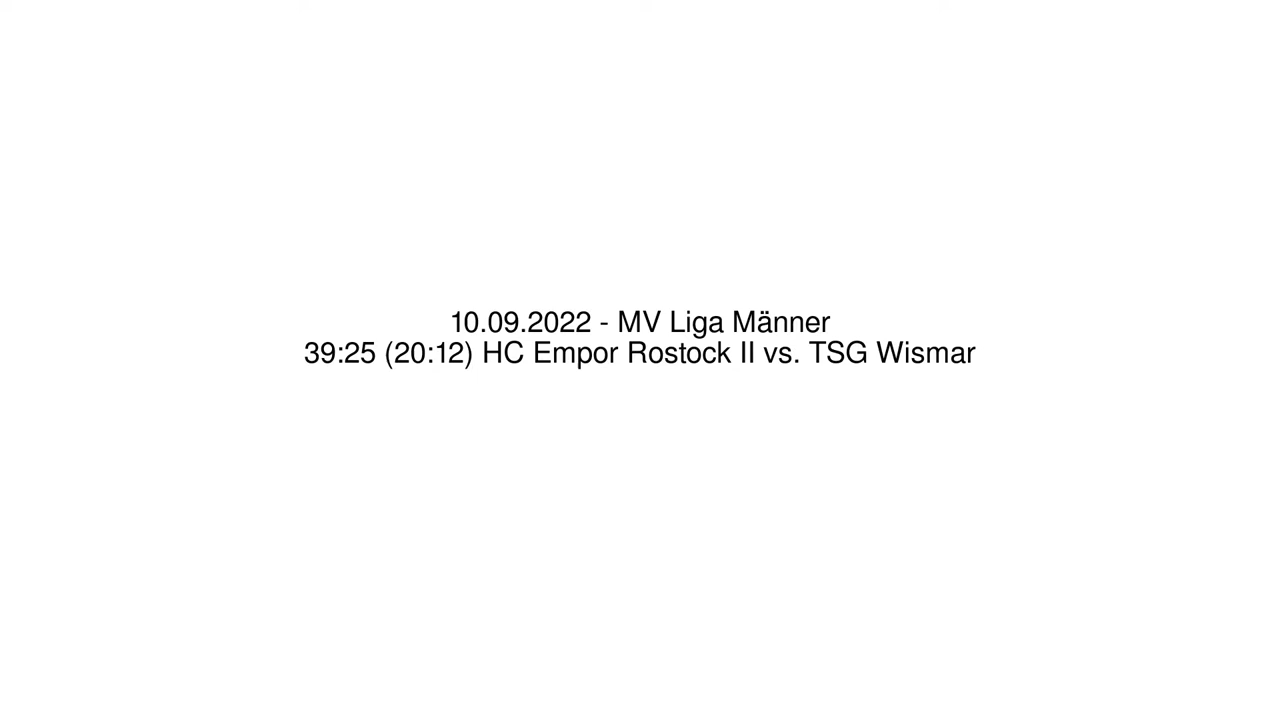 10.09.2022 - MV Liga Männer
39:25 (20:12) HC Empor Rostock II vs. TSG Wismar